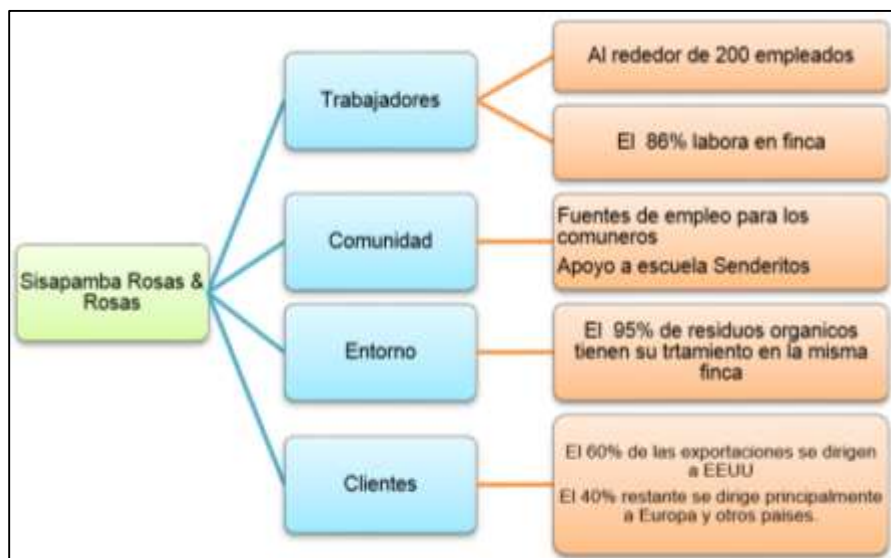 Sisapamba Rosas &
Rosas
Trabajadores
Al rededor de 200 empleados
El 86% labora en finca
Comunidad
Fuentes de empleo para los
comuneros
Apoyo a escuela Senderitos
Entorno
El 95% de residuos organicos
tienen su trtamiento en la misma
finca
Clientes
El 60% de las exportaciones se dirigen
a EEUU
El 40% restante se dirige principalmente
a Europa y otros paises.